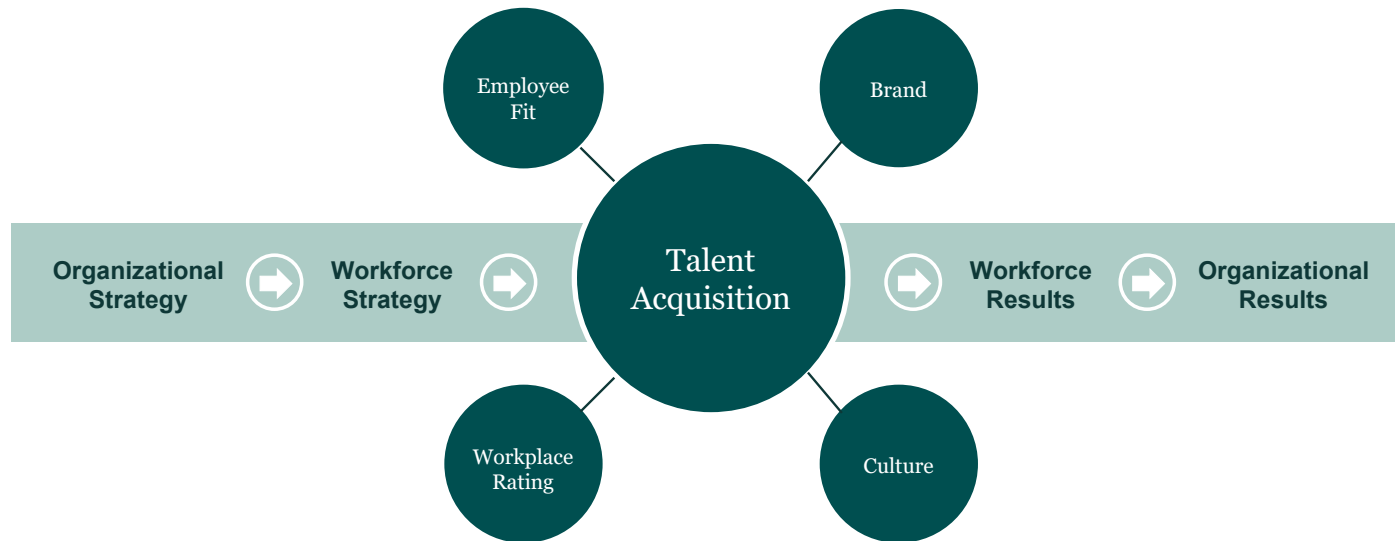 Employee
Fit
Brand
Organizational
Strategy
Workforce
Strategy
Talent
Acquisition
Workforce
Results
Organizational
Results
Workplace
Rating
Culture